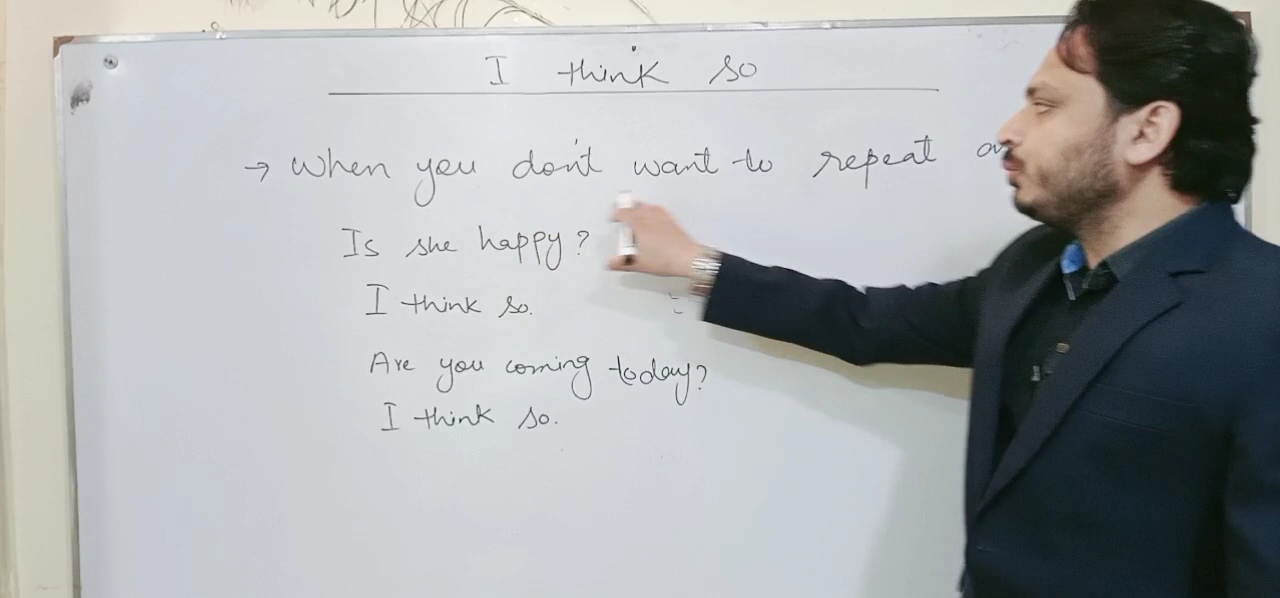 I think so
→ When you don't want to repeat
Is she happy?
I think so.
Are you coming today?
I think so.